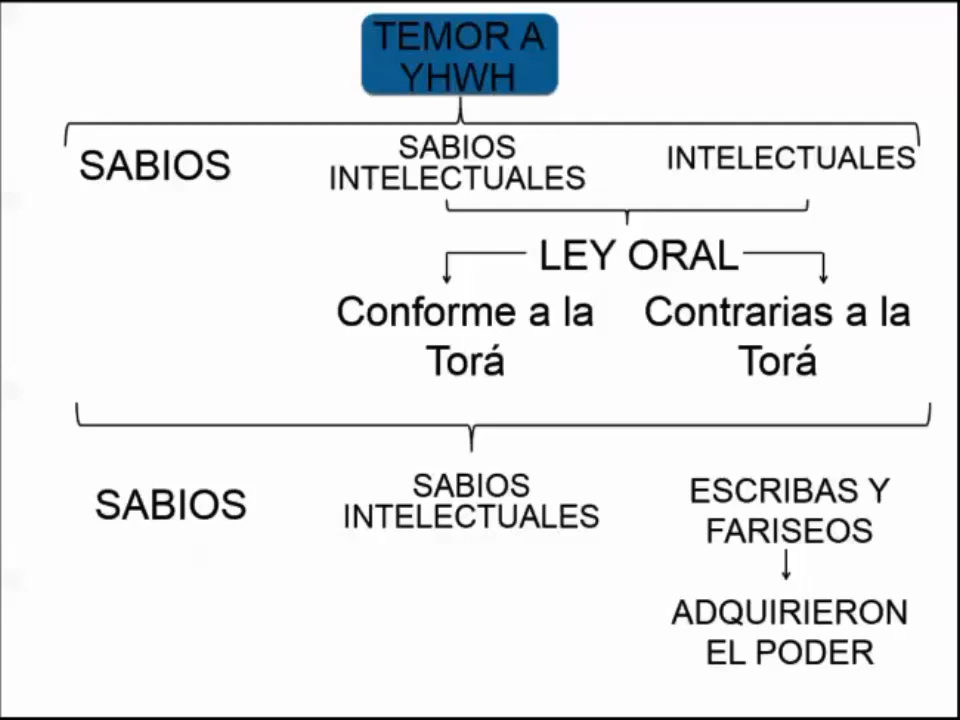 TEMOR A
YHWH
SABIOS
SABIOS
INTELECTUALES
INTELECTUALES
LEY ORAL
Conforme a la
Torá
Contrarias a la
Torá
SABIOS
SABIOS
INTELECTUALES
ESCRIBAS Y
FARISEOS
ADQUIRIERON
EL PODER